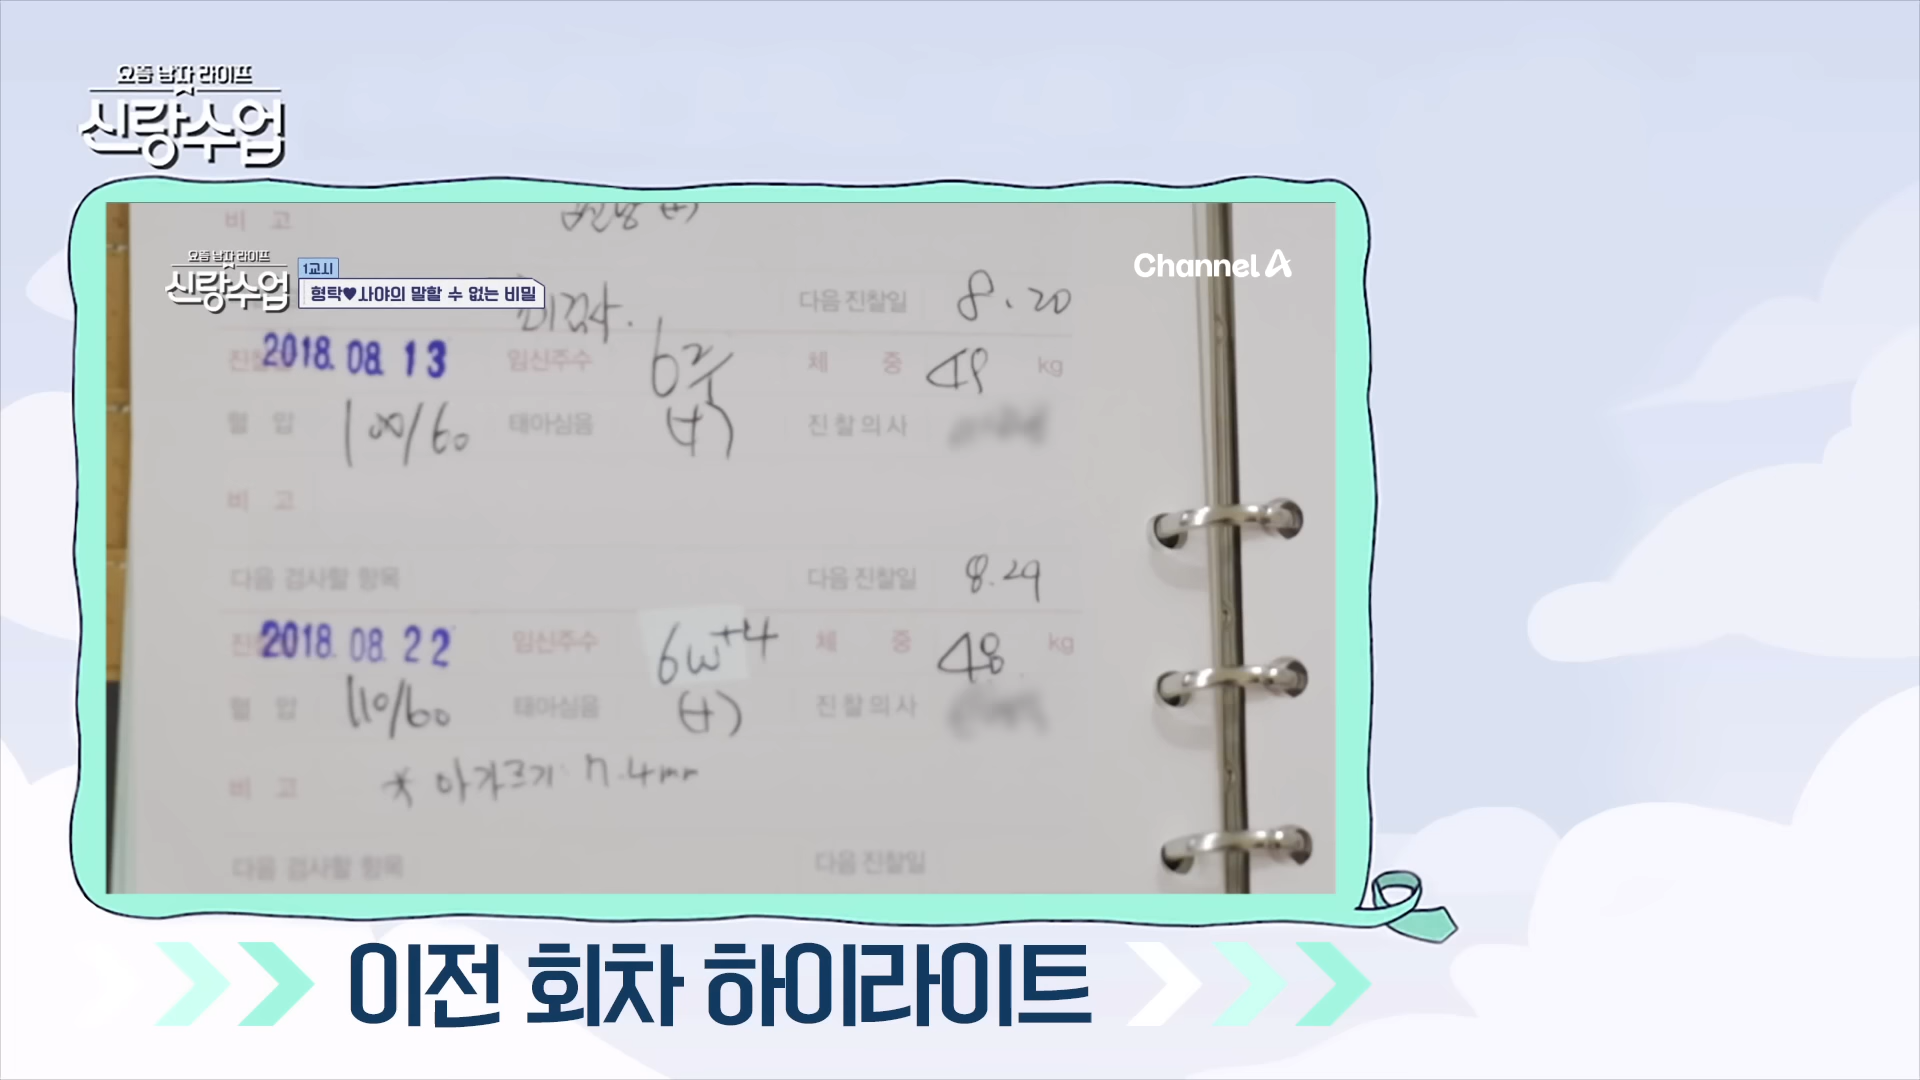 요즘 남자 라이프
신랑수업
비 고
요즘 남자 라이프
신랑수업
1교시
형탁♥사야의 말할 수 없는 비밀
Channel A
다음 진찰일 8.20
2018.08.13 임신주수 6주 체 중 48 kg
혈 압 100/60 태아심음 (+) 진찰의사
비 고
다음 검사할 항목 다음 진찰일 8.29
2018.08.22 임신주수 6w+4 체 중 48 kg
혈 압 110/60 태아심음 (+) 진찰의사
비 고 * 아가크기 7.4mm
다음 검사할 항목 다음 진찰일
이전 회차 하이라이트